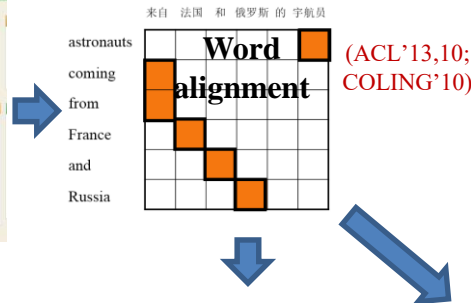 来自 法国 和 俄罗斯 的 宇航员
astronauts
coming
from
France
and
Russia
Word
alignment
(ACL’13,10;
COLING’10)